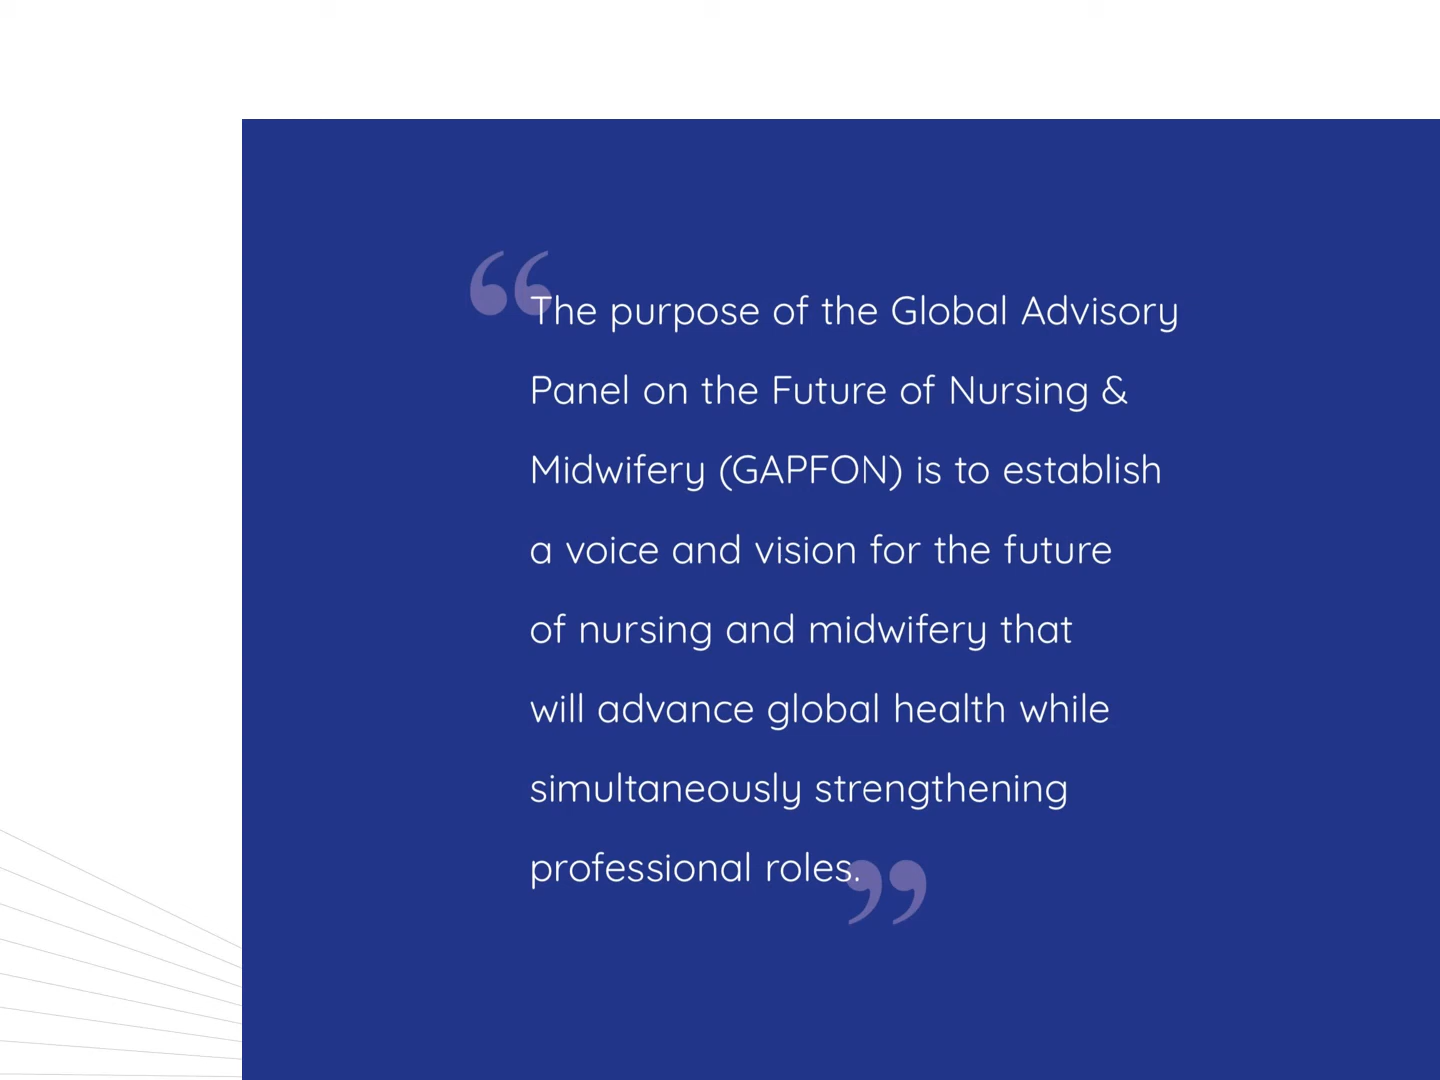 “The purpose of the Global Advisory
Panel on the Future of Nursing &
Midwifery (GAPFON) is to establish
a voice and vision for the future
of nursing and midwifery that
will advance global health while
simultaneously strengthening
professional roles.”